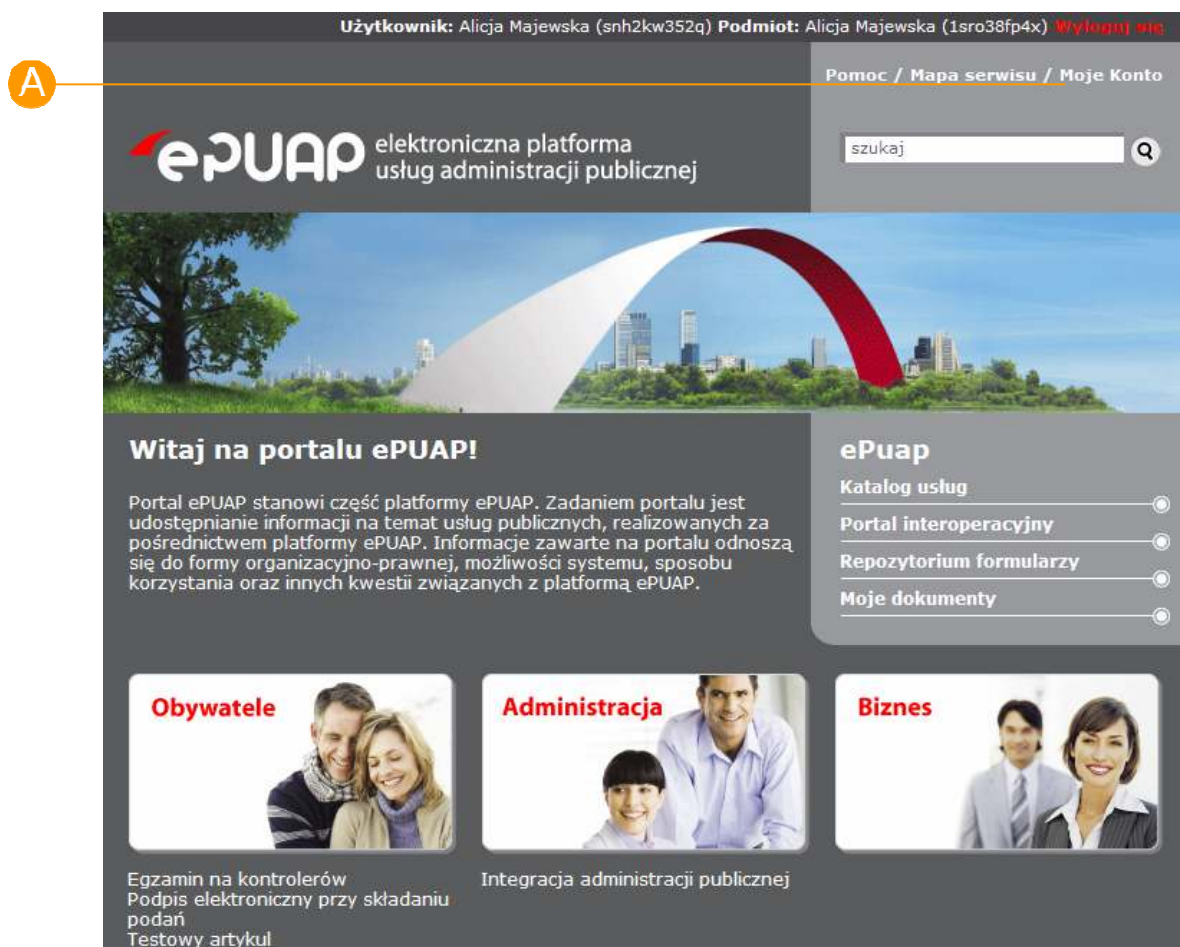 Użytkownik: Alicja Majewska (snh2kw352q) Podmiot: Alicja Majewska (1sro38fp4x) Wyloguj się
A
Pomoc / Mapa serwisu / Moje Konto
ePUAP elektroniczna platforma
usług administracji publicznej
szukaj
Witaj na portalu ePUAP!
Portal ePUAP stanowi część platformy ePUAP. Zadaniem portalu jest
udostępnianie informacji na temat usług publicznych, realizowanych za
pośrednictwem platformy ePUAP. Informacje zawarte na portalu odnoszą
się do formy organizacyjno-prawnej, możliwości systemu, sposobu
korzystania oraz innych kwestii związanych z platformą ePUAP.
ePuap
Katalog usług
Portal interoperacyjny
Repozytorium formularzy
Moje dokumenty
Obywatele
Administracja
Biznes
Egzamin na kontrolerów
Podpis elektroniczny przy składaniu
podań
Testowy artykul
Integracja administracji publicznej